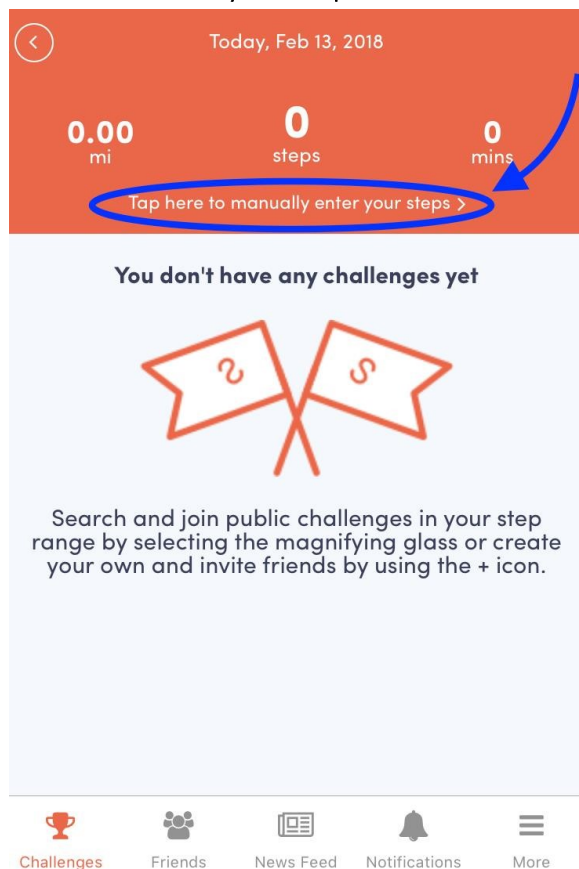 Today, Feb 13, 2018
0.00 0 0
mi steps mins
Tap here to manually enter your steps >
You don't have any challenges yet
Search and join public challenges in your step
range by selecting the magnifying glass or create
your own and invite friends by using the + icon.
Challenges Friends News Feed Notifications More